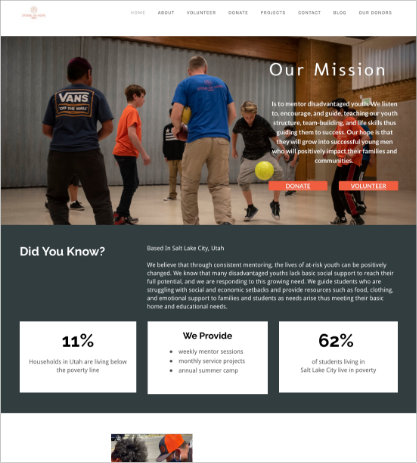 HOME ABOUT VOLUNTEER DONATE PROJECTS CONTACT BLOG OUR DONORS
VANS
"OFF THE WALL"
Our Mission
Is to mentor disadvantaged youth. We listen
to, encourage, and guide, teaching our youth
structure, team-building, and life skills thus
guiding them to success. Our hope is that
they will grow into successful young men
who will positively impact their families and
communities.
DONATE VOLUNTEER
Did You Know?
Based In Salt Lake City, Utah
We believe that through consistent mentoring, the lives of at-risk youth can be positively
changed. We know that many disadvantaged youths lack basic social support to reach their
full potential, and we are responding to this growing need. We guide students who are
struggling with social and economic setbacks and provide resources such as food, clothing,
and emotional support to families and students as needs arise thus meeting their basic
home and educational needs.
11%
Households in Utah are living below
the poverty line
We Provide
• weekly mentor sessions
• monthly service projects
• annual summer camp
62%
of students living in
Salt Lake City live in poverty